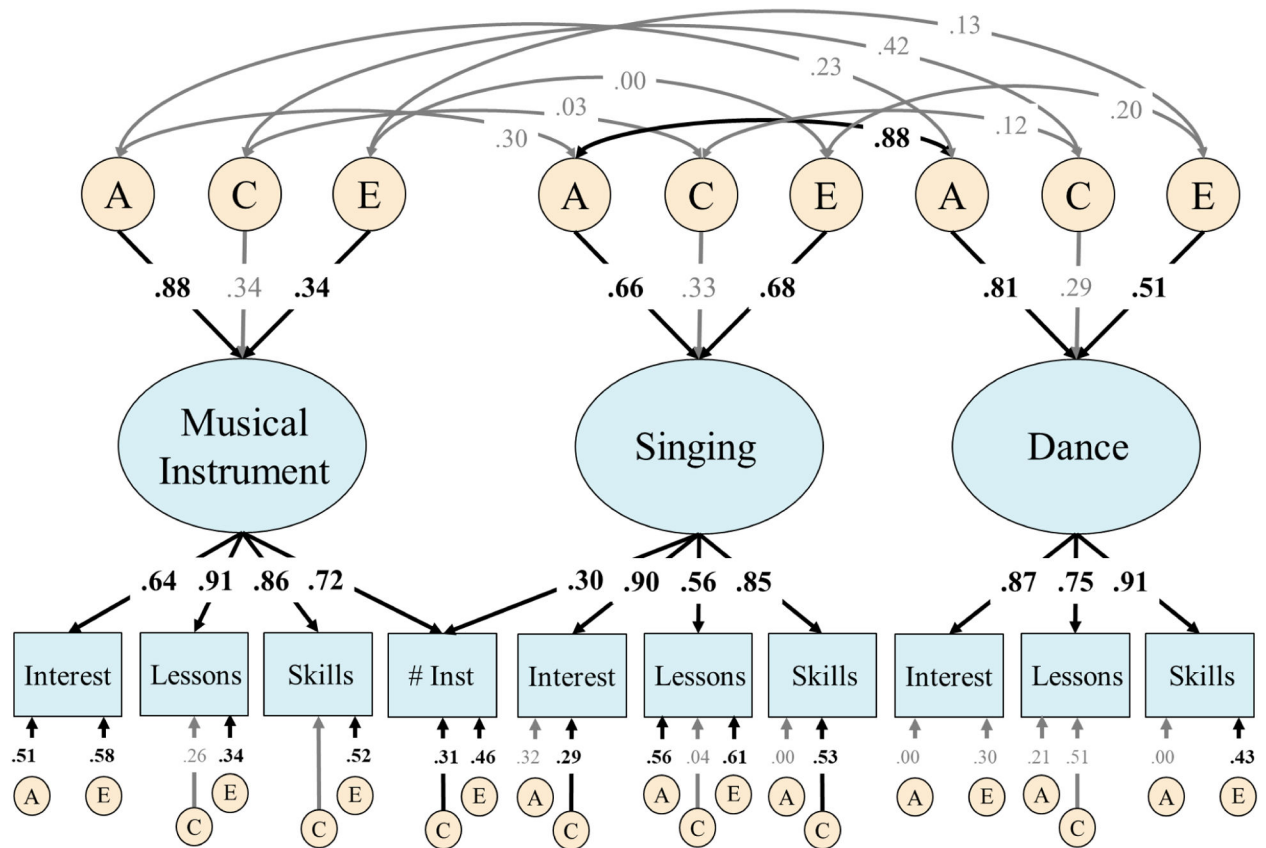 .13
.42
.23
.00
.03
.20
.12
.30
.88
A C E A C E A C E
.88 .34 .34 .66 .33 .68 .81 .29 .51
Musical
Instrument
Singing
Dance
.64 .91 .86 .72 .30 .90 .56 .85 .87 .75 .91
Interest Lessons Skills # Inst Interest Lessons Skills Interest Lessons Skills
.51 .58 .26 .34 .52 .31 .46 .32 .29 .56 .04 .61 .00 .53 .00 .30 .21 .51 .00 .43
A E E E E A A E A A E A A E
C C C C C C C